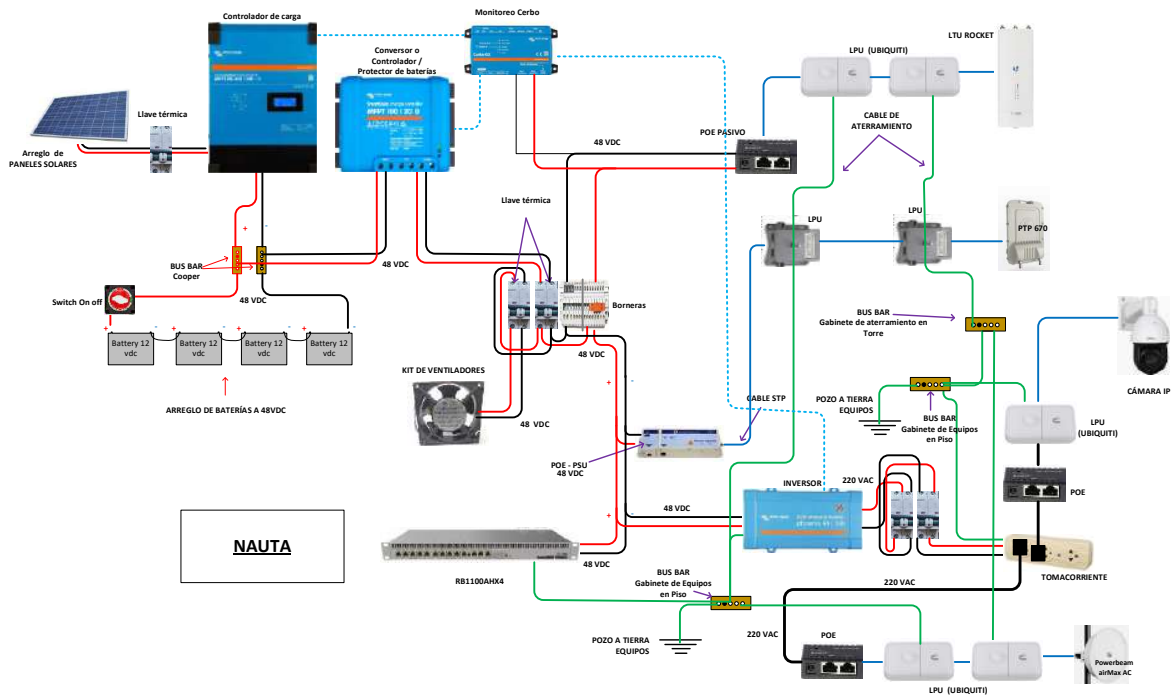 Controlador de carga
Monitoreo Cerbo
LPU (UBIQUITI)
LTU ROCKET
Conversor o
Controlador /
Protector de baterías
Llave térmica
Arreglo de
PANELES SOLARES
POE PASIVO
CABLE DE
ATERRAMIENTO
48 VDC
LPU
LPU
PTP 670
Llave térmica
+
-
BUS BAR
Cooper
48 VDC
Switch On off
48 VDC
Borneras
BUS BAR
Gabinete de aterramiento en
Torre
+
-
+
-
+
-
+
-
Battery 12
vdc
Battery 12
vdc
Battery 12
vdc
Battery 12
vdc
48 VDC
KIT DE VENTILADORES
CÁMARA IP
ARREGLO DE BATERÍAS A 48VDC
+
-
CABLE STP
POZO A TIERRA
EQUIPOS
BUS BAR
Gabinete de Equipos
en Piso
LPU
(UBIQUITI)
48 VDC
POE - PSU
48 VDC
INVERSOR
220 VAC
POE
NAUTA
+
-
48 VDC
48 VDC
RB1100AHX4
TOMACORRIENTE
BUS BAR
Gabinete de Equipos
en Piso
220 VAC
POZO A TIERRA
EQUIPOS
220 VAC
POE
Powerbeam
airMax AC
LPU (UBIQUITI)